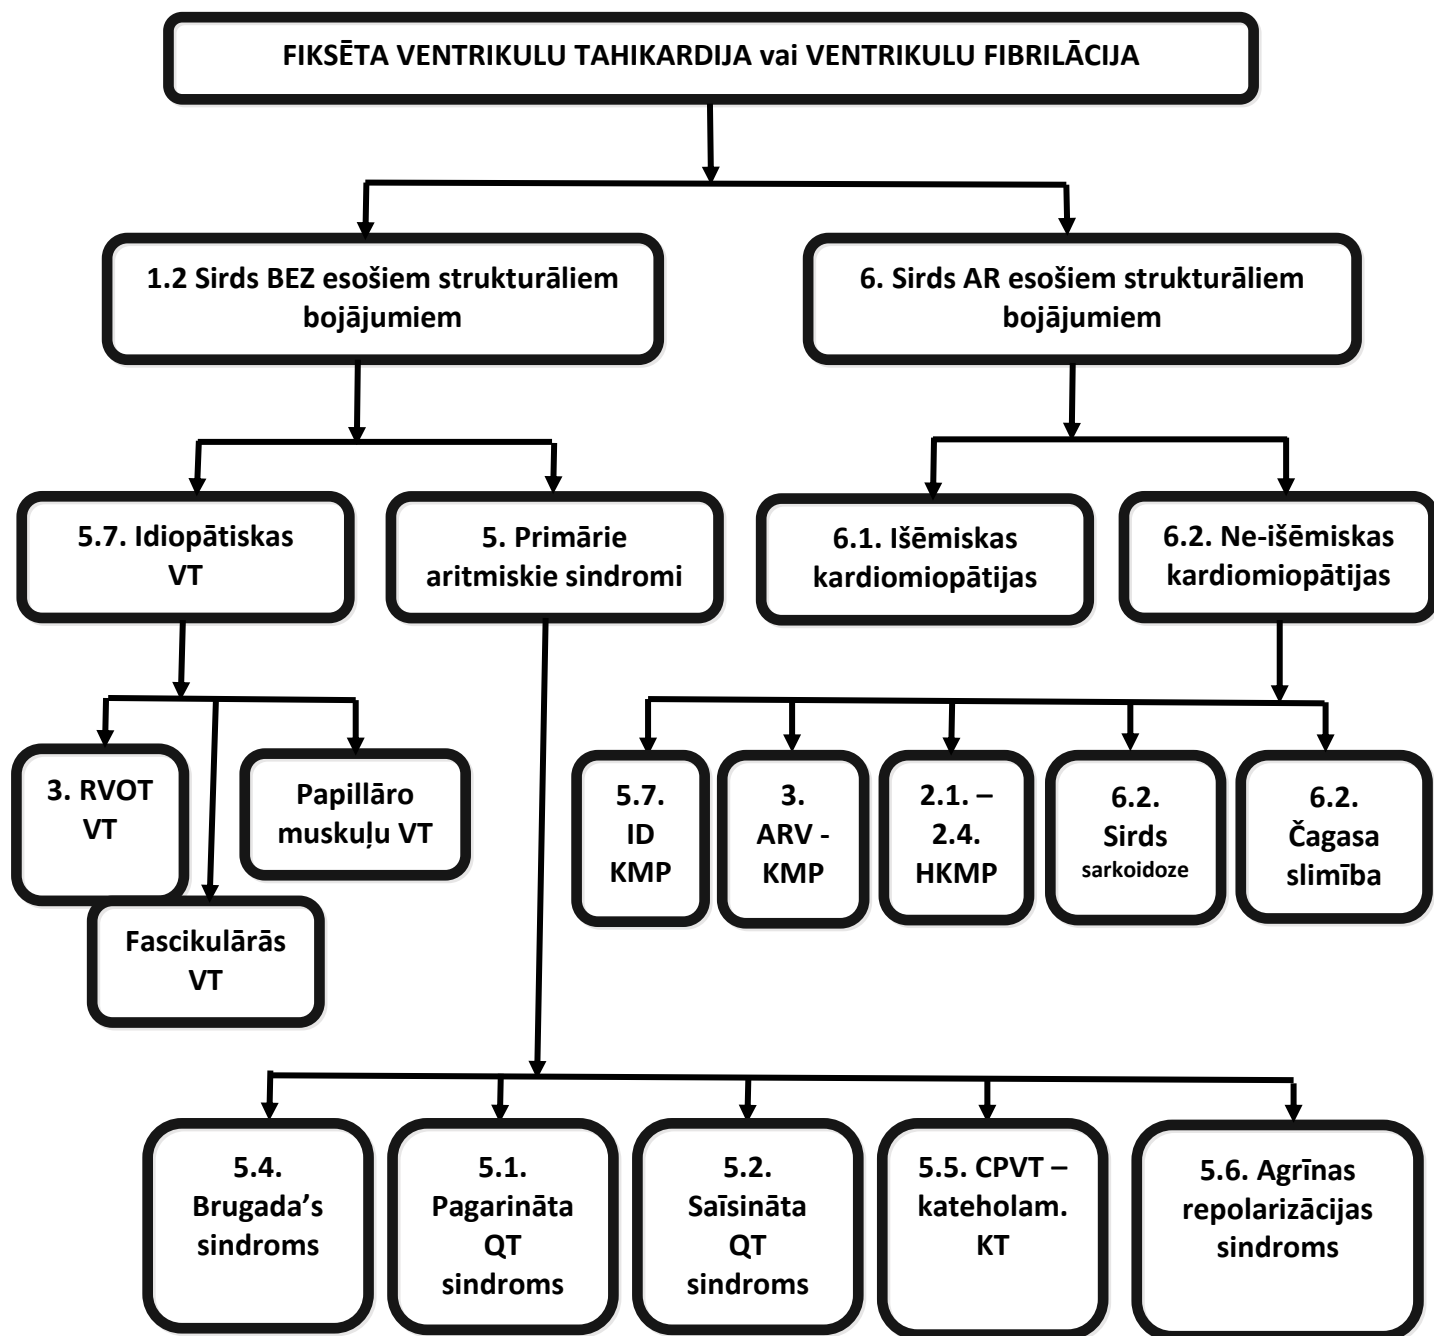 FIKSĒTA VENTRIKULU TAHIKARDIJA vai VENTRIKULU FIBRILĀCIJA
1.2 Sirds BEZ esošiem strukturāliem
bojājumiem
6. Sirds AR esošiem strukturāliem
bojājumiem
5.7. Idiopātiskas
VT
5. Primārie
aritmiskie sindromi
6.1. Išēmiskas
kardiomiopātijas
6.2. Ne-išēmiskas
kardiomiopātijas
3. RVOT
VT
Papillāro
muskuļu VT
Fascikulārās
VT
5.7.
ID
KMP
3.
ARV -
KMP
2.1. –
2.4.
HKMP
6.2.
Sirds
sarkoidoze
6.2.
Čagasa
slimība
5.4.
Brugada’s
sindroms
5.1.
Pagarināta
QT
sindroms
5.2.
Saīsināta
QT
sindroms
5.5. CPVT –
kateholam.
KT
5.6. Agrīnas
repolarizācijas
sindroms